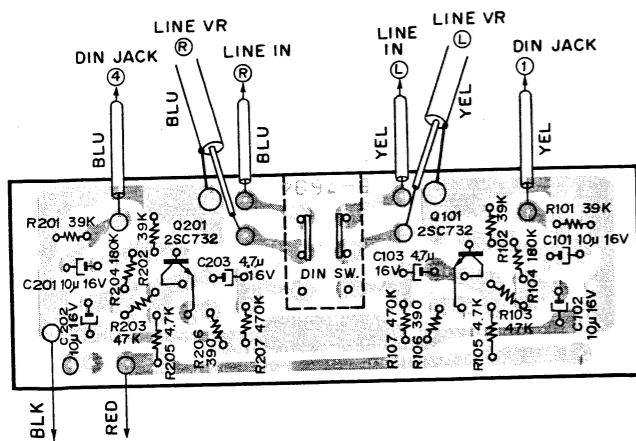 LINE VR
Ⓡ
DIN JACK
④
LINE IN
Ⓡ
LINE
IN
Ⓛ
LINE VR
Ⓛ
DIN JACK
①
BLU
BLU
BLU
YEL
YEL
YEL
R201 39K
R204 180K
R202 39K
Q201
2SC732
C203 4.7µ
16V
C201 10µ 16V
C202
10µ 16V
R203
47K
R205 4.7K
R206
390
R207 470K
DIN SW.
C103 4.7µ
16V
Q101
2SC732
R102 39K
R104 180K
R101 39K
C101 10µ 16V
R107 470K
R106 390
R105 4.7K
R103
47K
C102
10µ 16V
BLK
RED